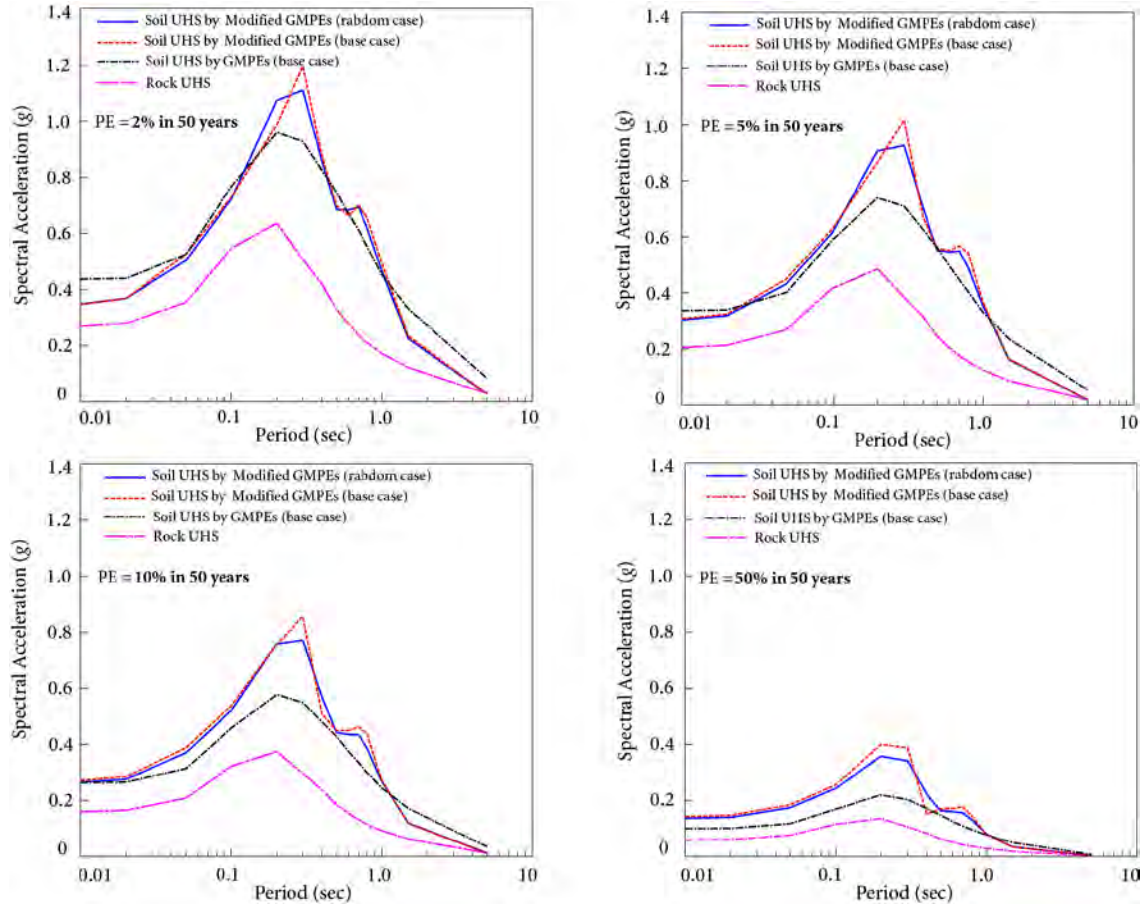 1.4
1.2
1.0
0.8
0.6
0.4
0.2
0
Spectral Acceleration (g)
Soil UHS by Modified GMPEs (rabdom case)
Soil UHS by Modified GMPEs (base case)
Soil UHS by GMPEs (base case)
Rock UHS
PE = 2% in 50 years
0.01 0.1 1.0 10
Period (sec)
1.4
1.2
1.0
0.8
0.6
0.4
0.2
0
Spectral Acceleration (g)
Soil UHS by Modified GMPEs (rabdom case)
Soil UHS by Modified GMPEs (base case)
Soil UHS by GMPEs (base case)
Rock UHS
PE = 5% in 50 years
0.01 0.1 1.0 10
Period (sec)
1.4
1.2
1.0
0.8
0.6
0.4
0.2
0
Spectral Acceleration (g)
Soil UHS by Modified GMPEs (rabdom case)
Soil UHS by Modified GMPEs (base case)
Soil UHS by GMPEs (base case)
Rock UHS
PE = 10% in 50 years
0.01 0.1 1.0 10
Period (sec)
1.4
1.2
1.0
0.8
0.6
0.4
0.2
0
Spectral Acceleration (g)
Soil UHS by Modified GMPEs (rabdom case)
Soil UHS by Modified GMPEs (base case)
Soil UHS by GMPEs (base case)
Rock UHS
PE = 50% in 50 years
0.01 0.1 1.0 10
Period (sec)